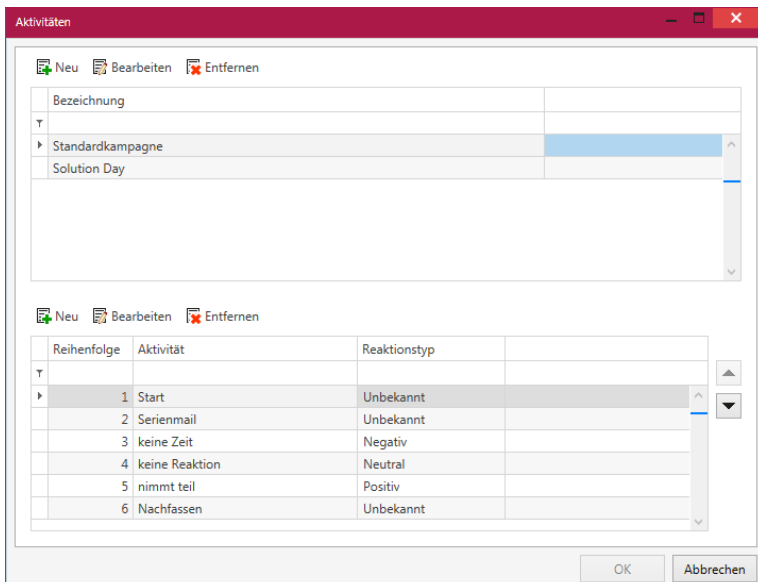 Aktivitäten
Neu Bearbeiten Entfernen
Bezeichnung
Standardkampagne
Solution Day
Neu Bearbeiten Entfernen
Reihenfolge Aktivität Reaktionstyp
1 Start Unbekannt
2 Serienmail Unbekannt
3 keine Zeit Negativ
4 keine Reaktion Neutral
5 nimmt teil Positiv
6 Nachfassen Unbekannt
OK Abbrechen